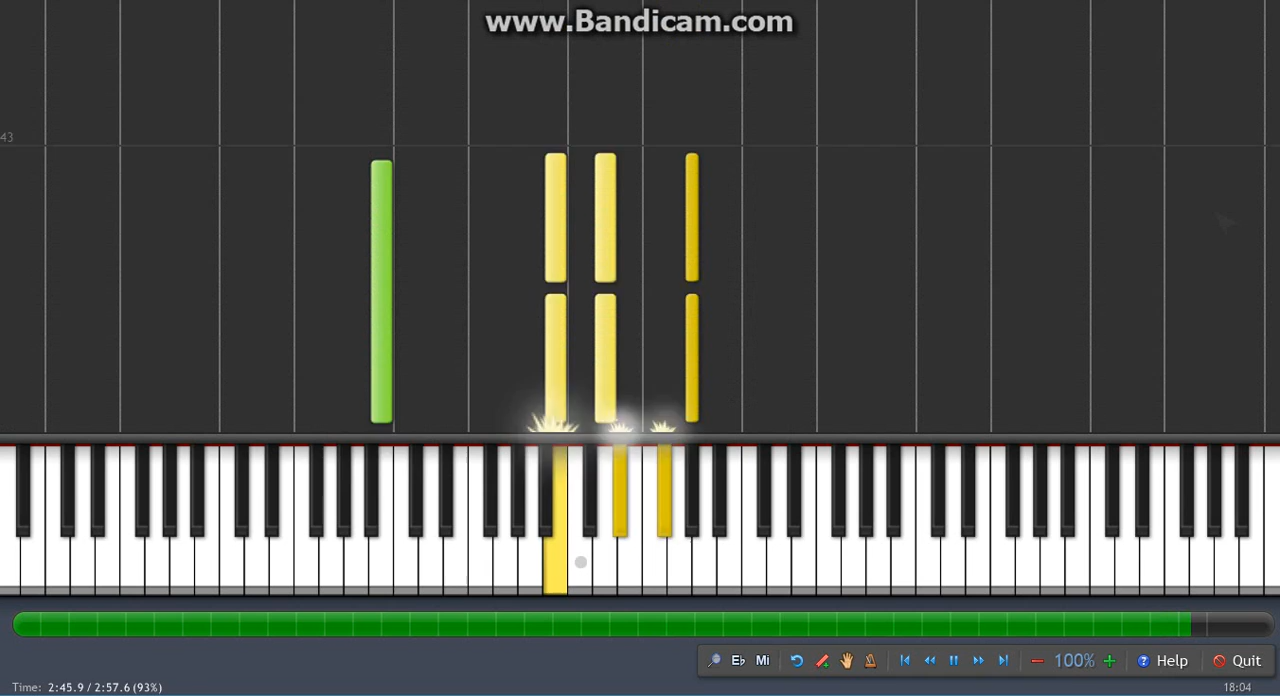 www.Bandicam.com
43
E♭ Mi 100% Help Quit
Time: 2:45.9 / 2:57.6 (93%)
18:04